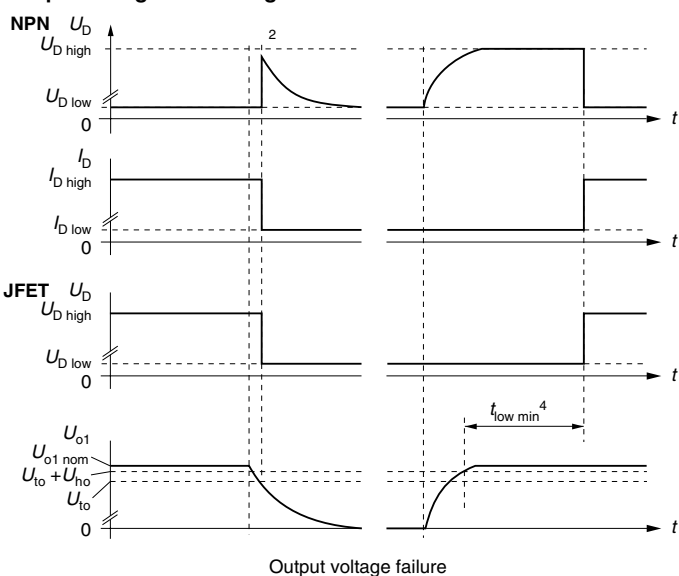 NPN U_D
U_D high
2
U_D low
0
t
I_D
I_D high
I_D low
0
t
JFET U_D
U_D high
U_D low
0
t
t_low min^4
U_o1
U_o1 nom
U_to + U_ho
U_to
0
t
Output voltage failure